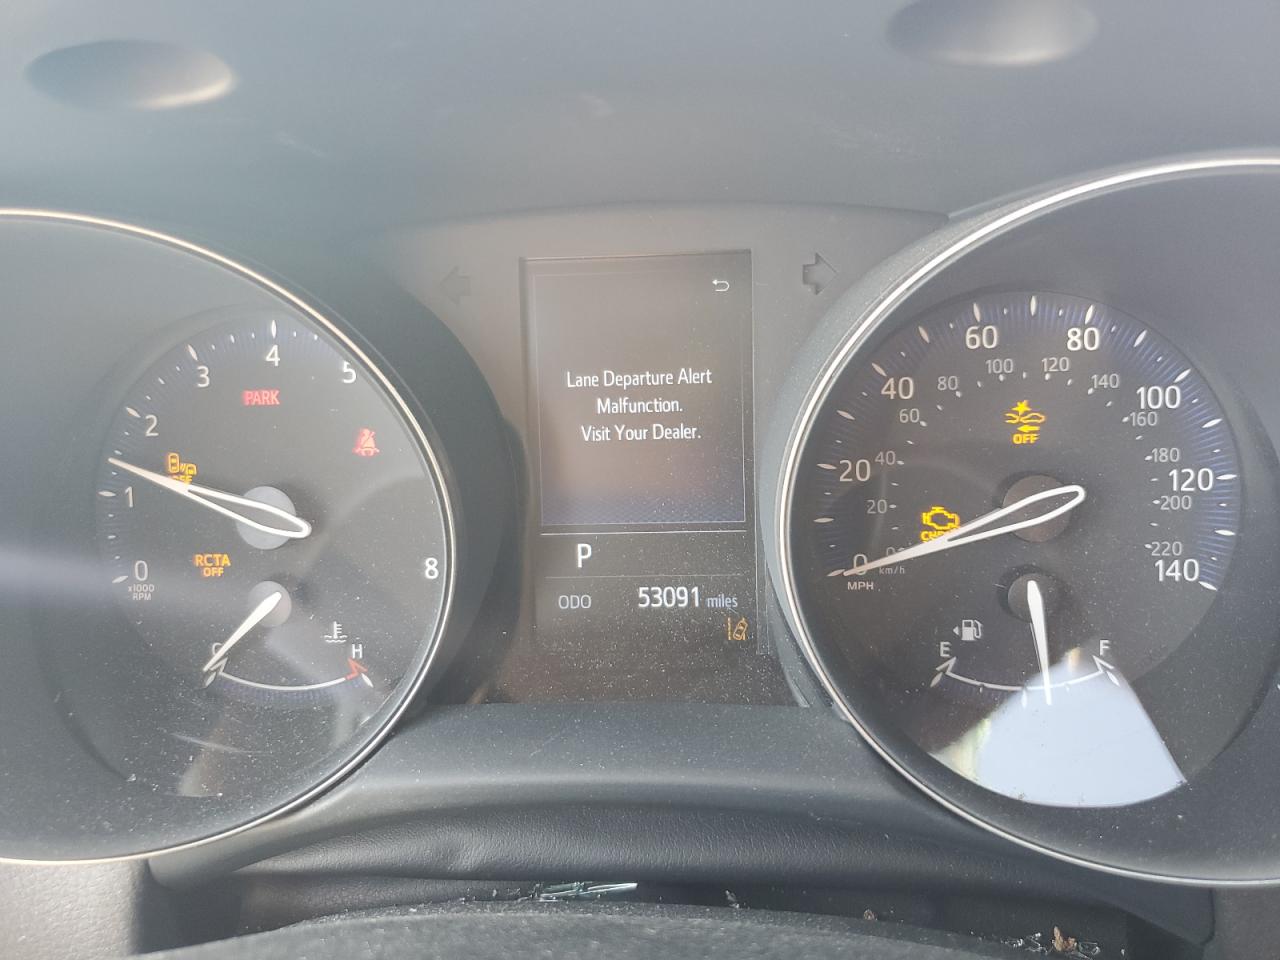 4
3
5
PARK
2
1
RCTA
OFF
0
8
x1000
RPM
H
Lane Departure Alert
Malfunction.
Visit Your Dealer.
P
ODO 53091 miles
60
80
100
120
40
80
140
100
60
160
OFF
20
40
180
120
20
200
0
km/h
220
140
MPH
E
F